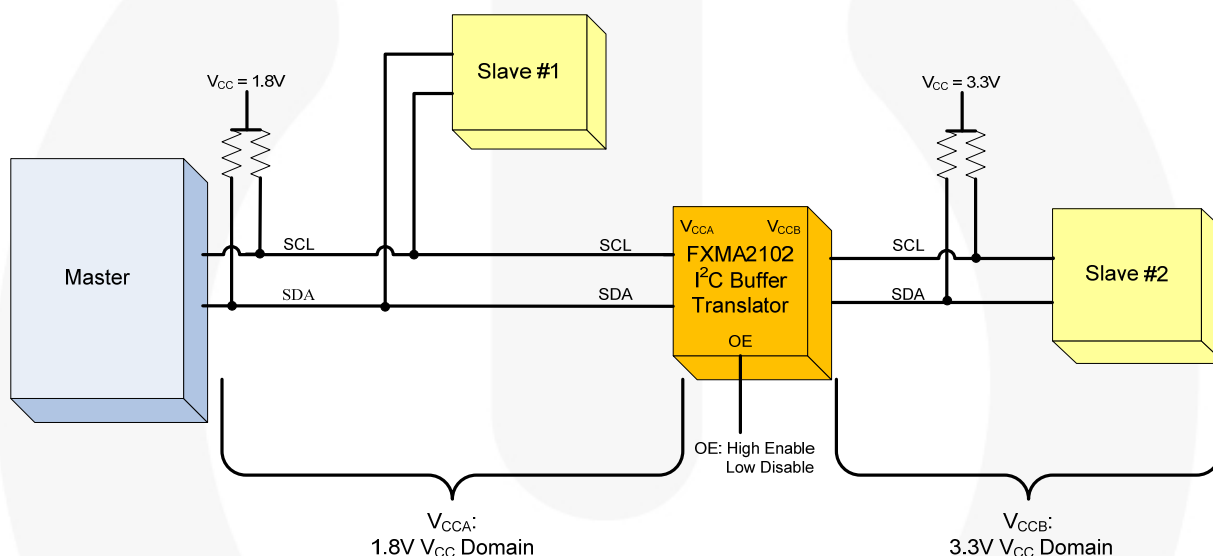 Slave #1
VCC = 1.8V
VCC = 3.3V
Master
SCL
SDA
SCL
SDA
VCCA VCCB
FXMA2102
I2C Buffer
Translator
OE
SCL
SDA
Slave #2
OE: High Enable
Low Disable
VCCA:
1.8V VCC Domain
VCCB:
3.3V VCC Domain